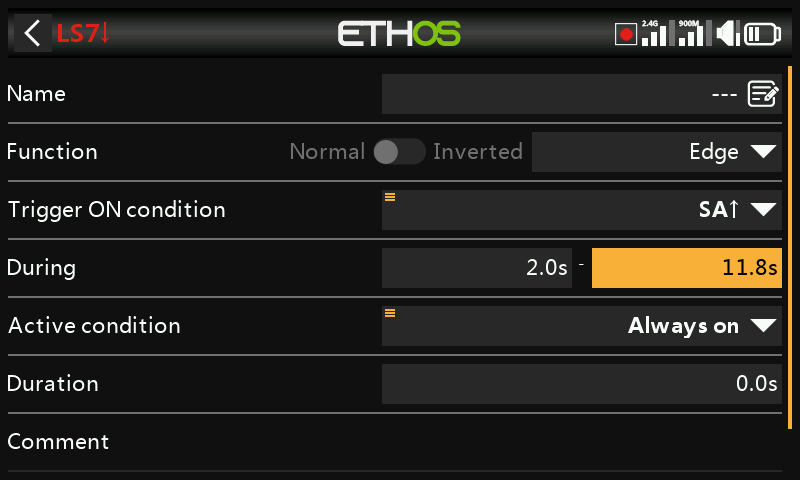 LS7↓ ETHOS 2.4G 900M
Name ---
Function Normal Inverted Edge
Trigger ON condition SA↑
During 2.0s - 11.8s
Active condition Always on
Duration 0.0s
Comment